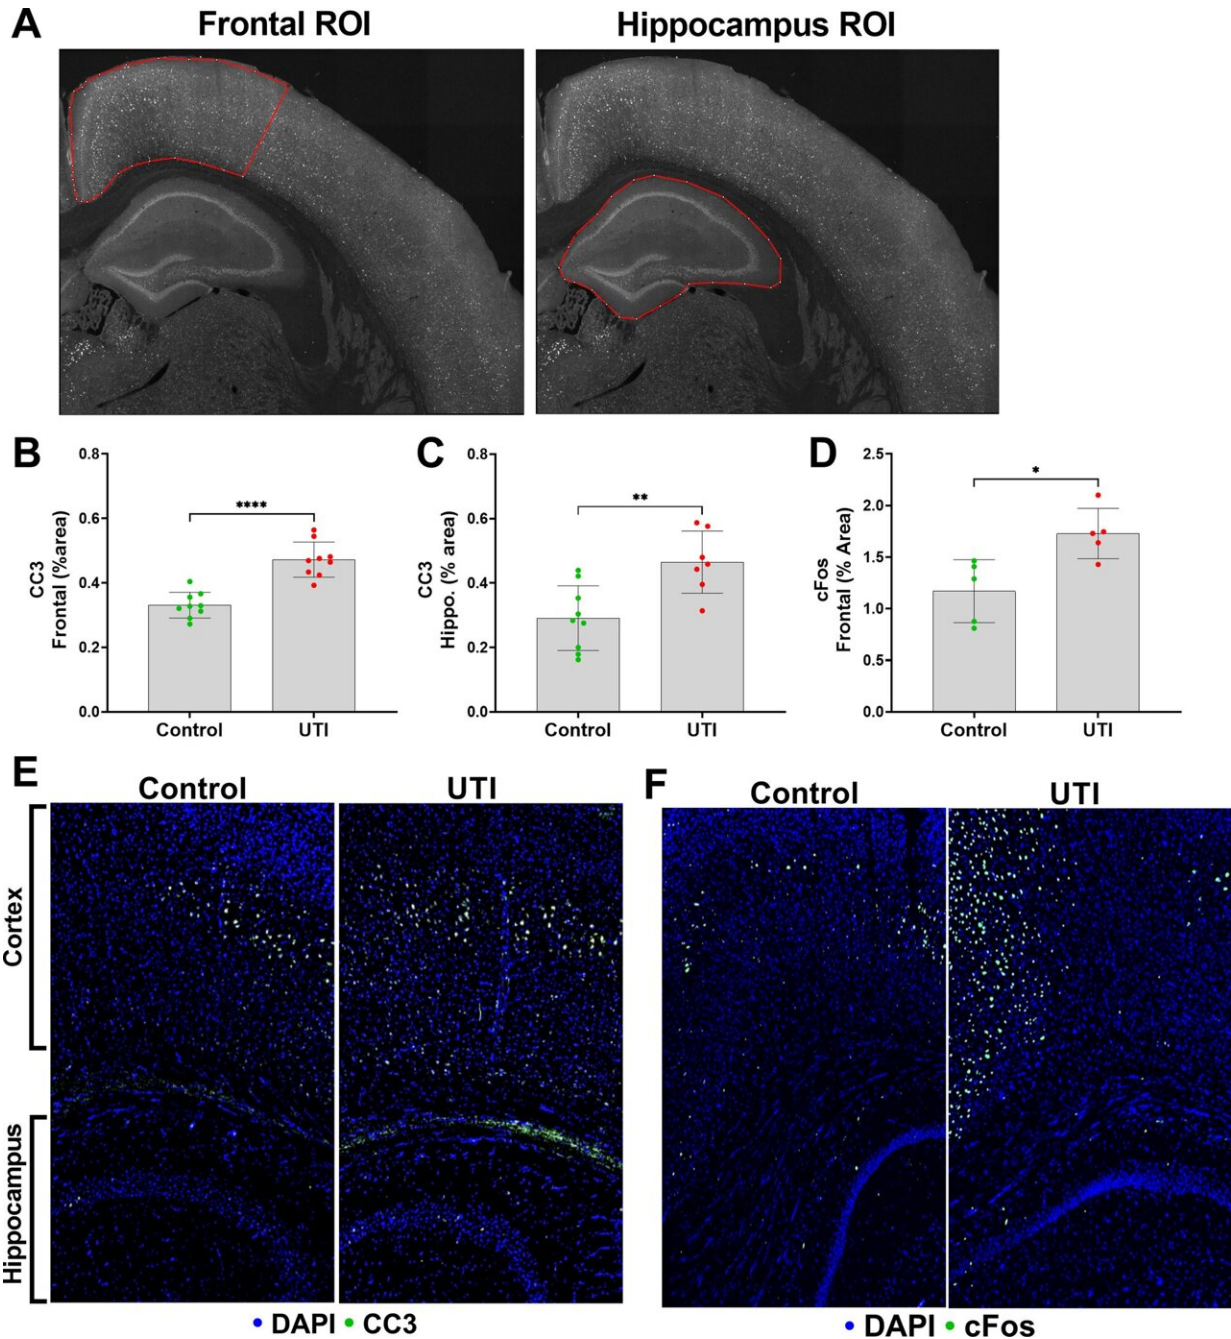 A
Frontal ROI
Hippocampus ROI
B
CC3
Frontal (%area)
0.8
0.6
0.4
0.2
0.0
****
Control
UTI
C
CC3
Hippo. (% area)
0.8
0.6
0.4
0.2
0.0
**
Control
UTI
D
cFos
Frontal (% Area)
2.5
2.0
1.5
1.0
0.5
0.0
*
Control
UTI
E
Control
UTI
Cortex
Hippocampus
DAPI
CC3
F
Control
UTI
DAPI
cFos